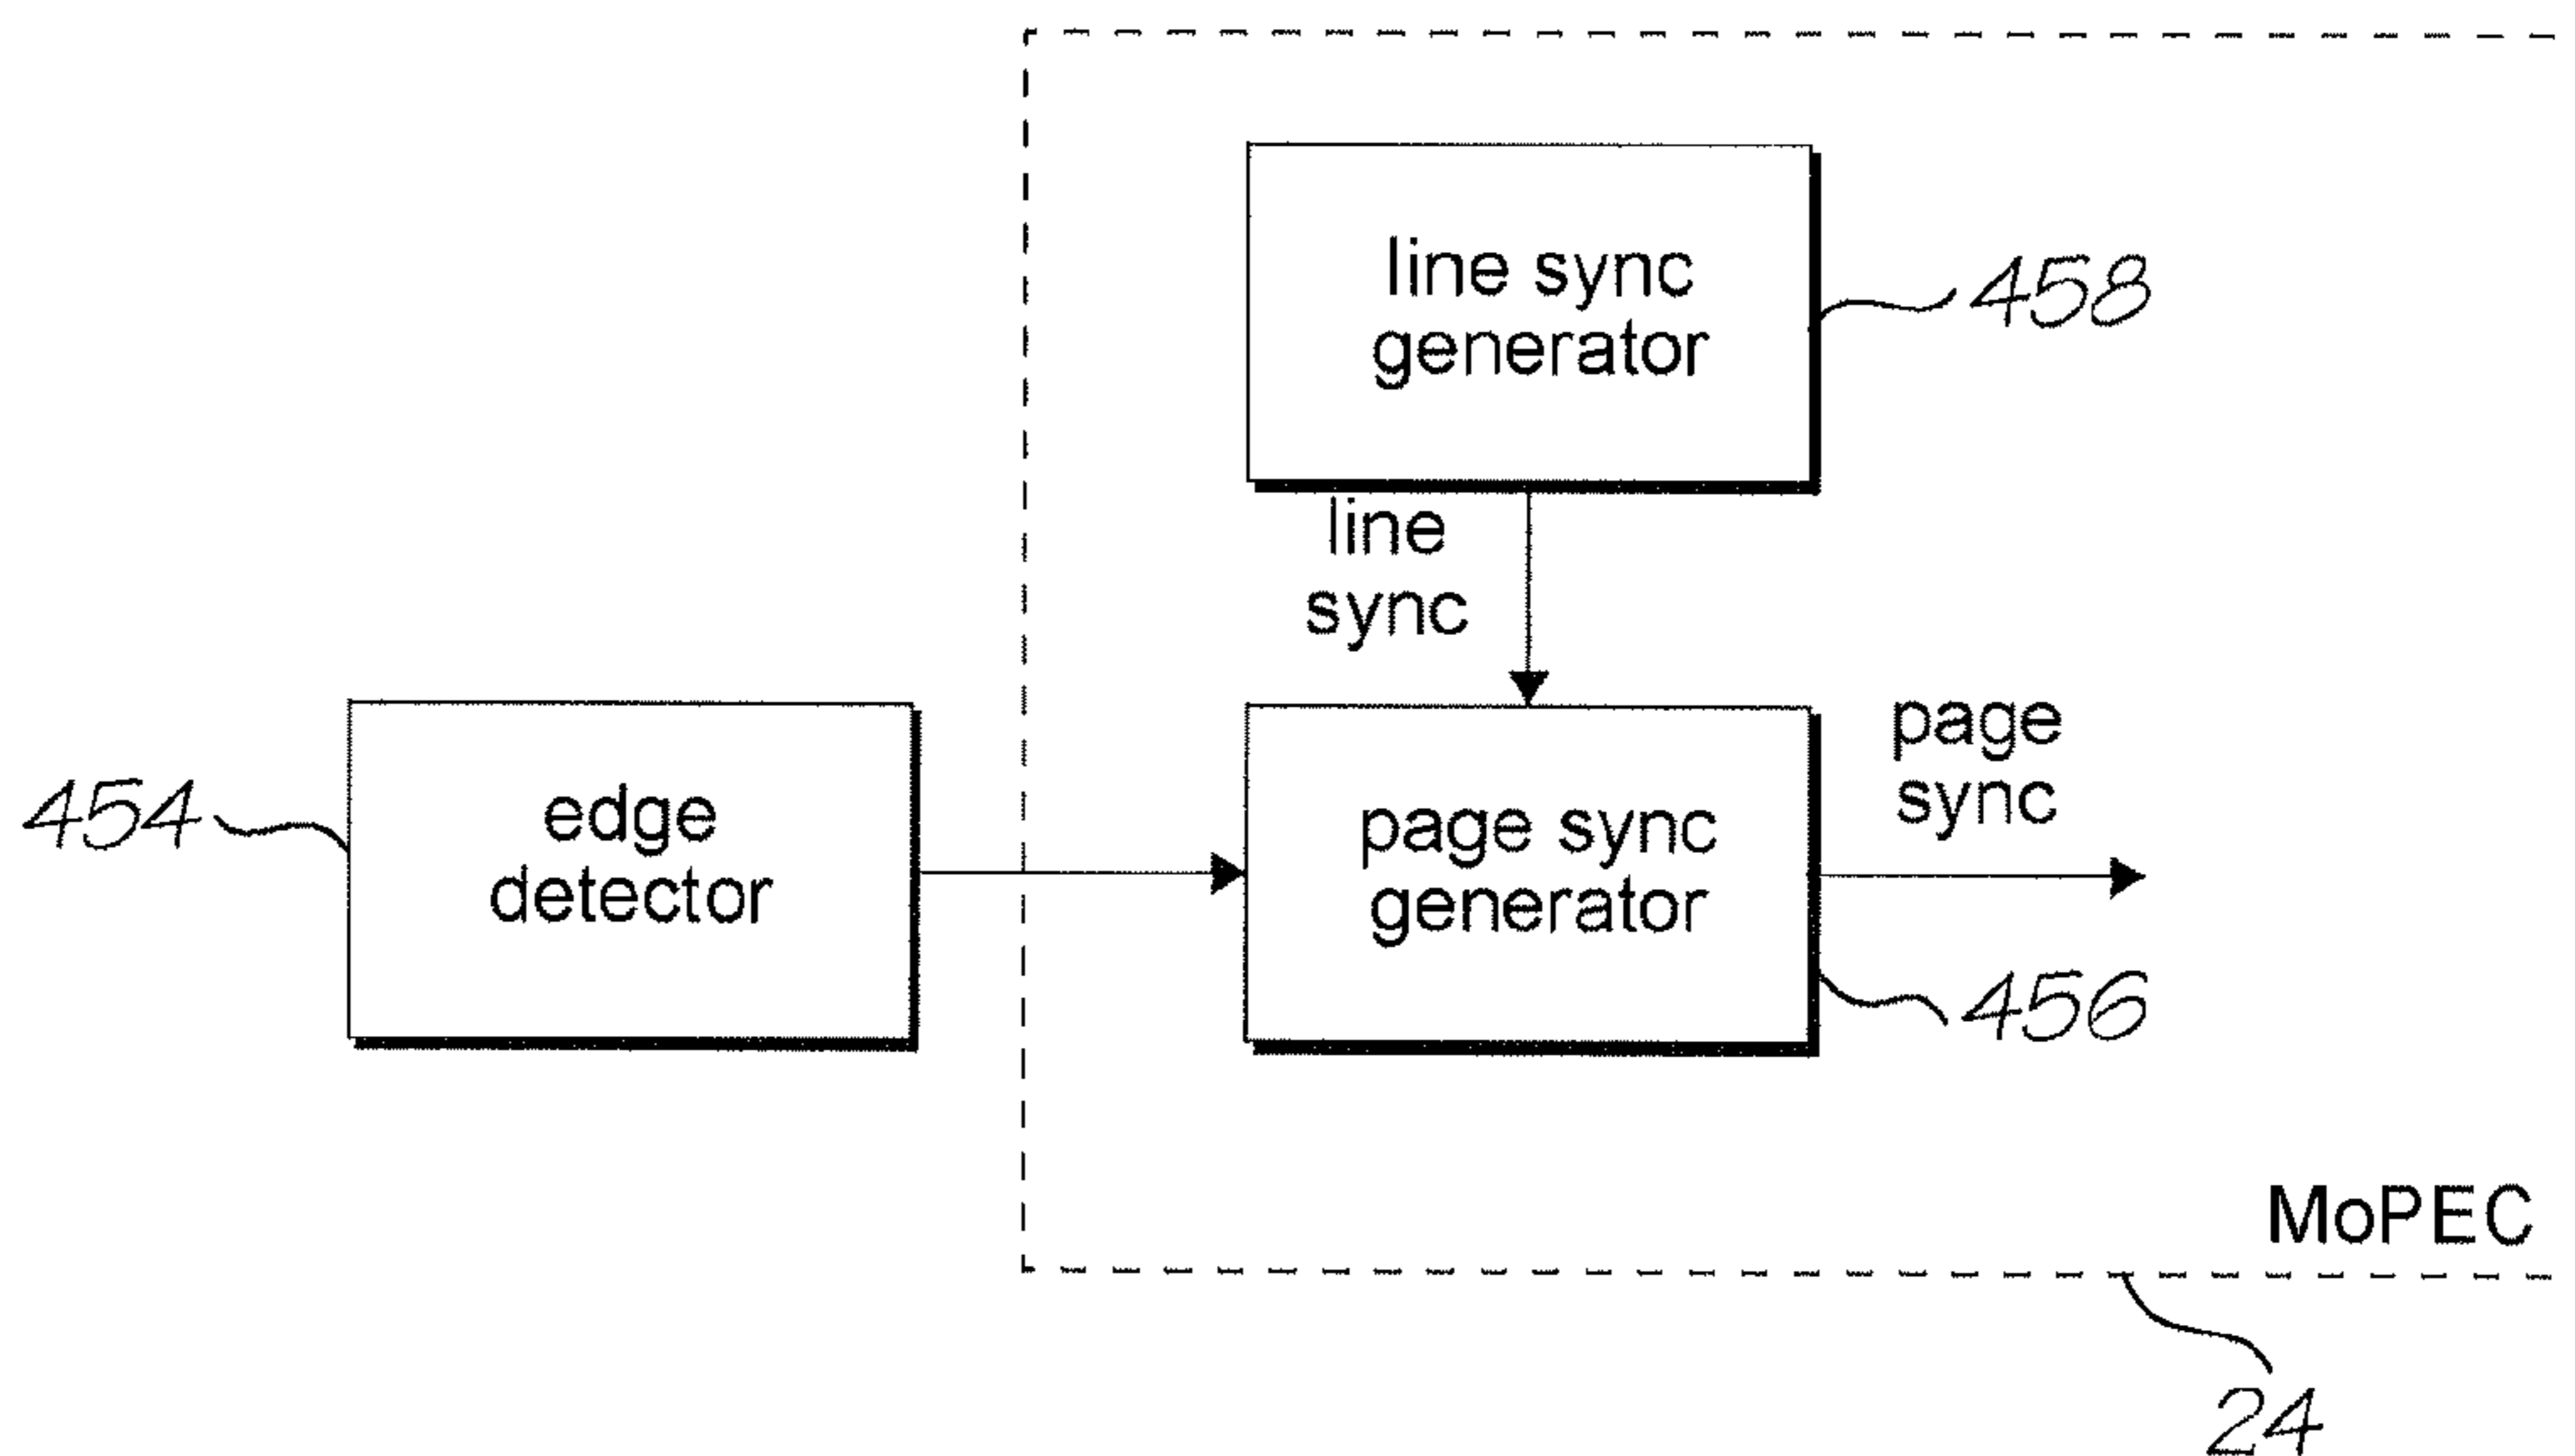 line sync
generator
458
line
sync
454
edge
detector
page sync
generator
page
sync
456
MoPEC
24